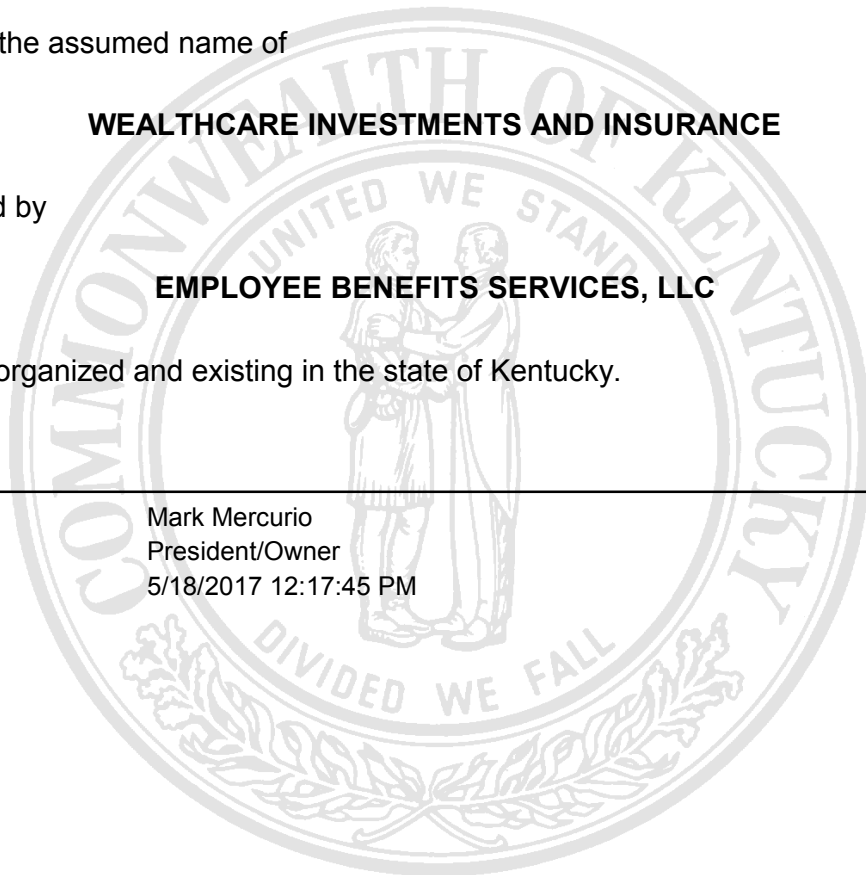 the assumed name of
WEALTHCARE INVESTMENTS AND INSURANCE
d by
EMPLOYEE BENEFITS SERVICES, LLC
organized and existing in the state of Kentucky.
Mark Mercurio
President/Owner
5/18/2017 12:17:45 PM
COMMONWEALTH OF KENTUCKY
UNITED WE STAND
DIVIDED WE FALL